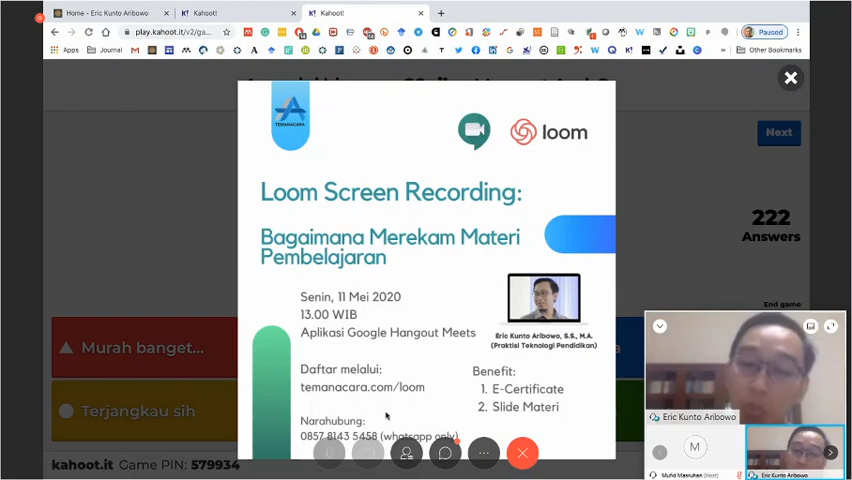 Home - Eric Kunto Aribowo
Kahoot!
Kahoot!
play.kahoot.it/v2/ga...
Paused
Apps
Journal
Other Bookmarks
TEMANACARA
loom
Next
Loom Screen Recording:
Bagaimana Merekam Materi
Pembelajaran
222
Answers
Senin, 11 Mei 2020
13.00 WIB
Aplikasi Google Hangout Meets
Eric Kunto Aribowo, S.S., M.A.
(Praktisi Teknologi Pendidikan)
End game
Murah banget...
Daftar melalui:
temanacara.com/loom
Benefit:
1. E-Certificate
2. Slide Materi
Terjangkau sih
Narahubung:
0857 8143 5458 (whatsapp only)
Eric Kunto Aribowo
M
Mufid Masruhan (Host)
Eric Kunto Aribowo
kahoot.it Game PIN: 579934